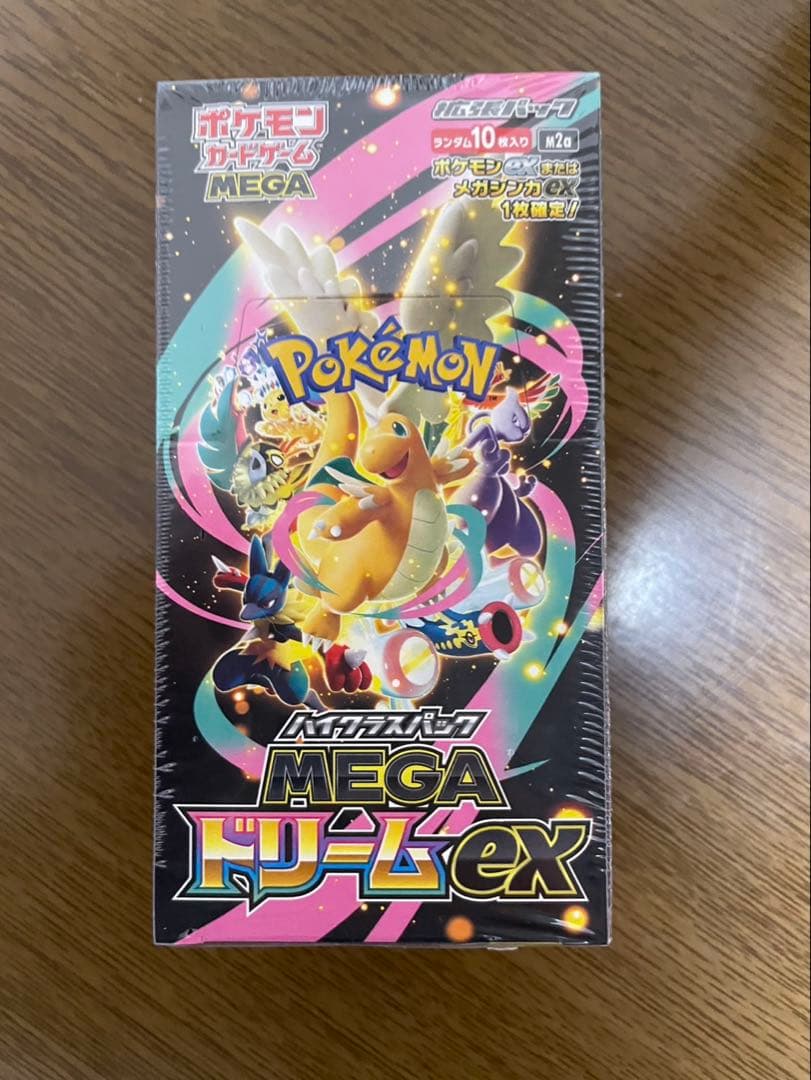 ポケモン
カードゲーム
MEGA
拡張パック
ランダム10枚入り M2a
ポケモンexまたは
メガシンカex
1枚確定!
POKéMON
ハイクラスパック
MEGA
ドリームex